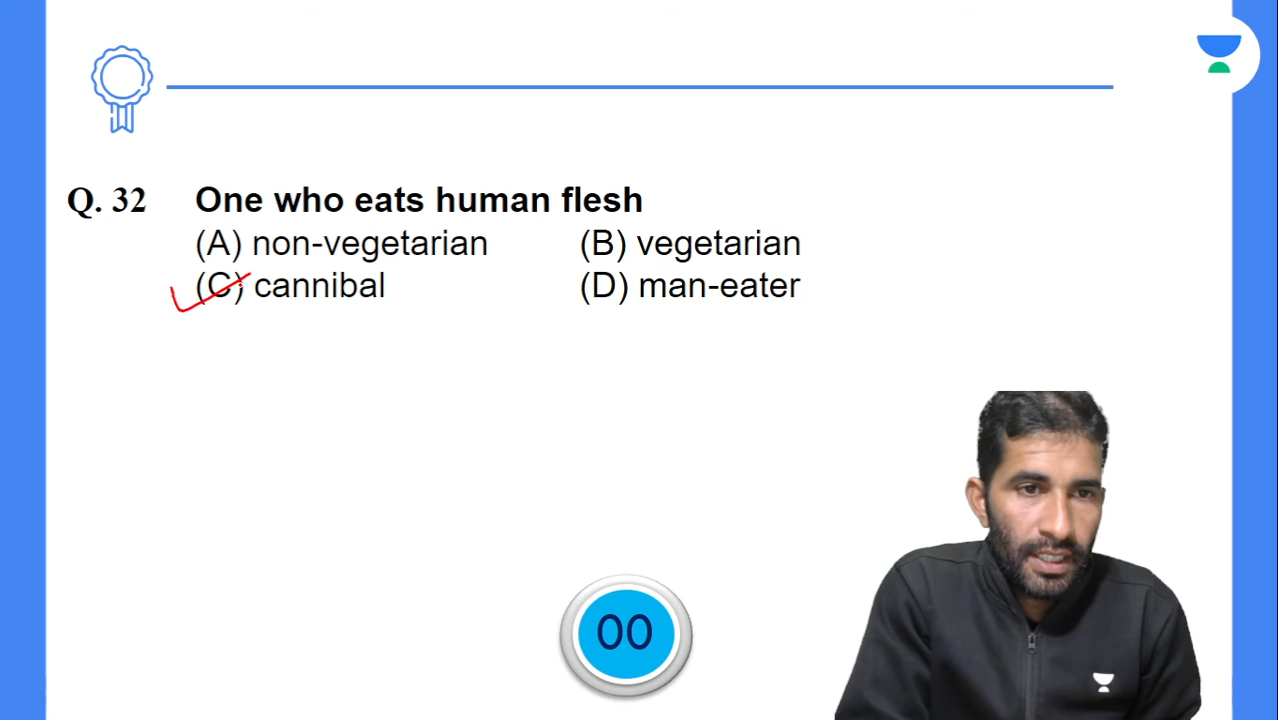 Q. 32 One who eats human flesh
(A) non-vegetarian (B) vegetarian
(C) cannibal (D) man-eater
00